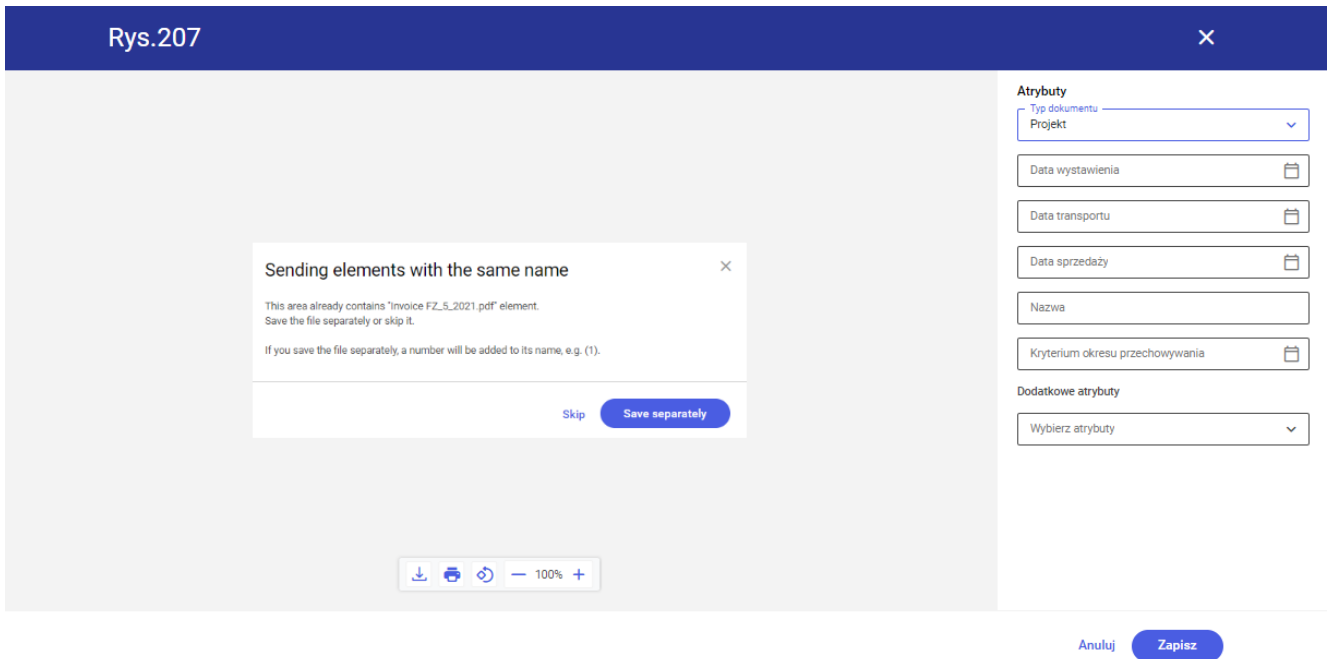 Rys.207
Atrybuty
Typ dokumentu
Projekt
Data wystawienia
Data transportu
Data sprzedaży
Nazwa
Kryterium okresu przechowywania
Dodatkowe atrybuty
Wybierz atrybuty
Sending elements with the same name
This area already contains "Invoice FZ_5_2021.pdf" element.
Save the file separately or skip it.
If you save the file separately, a number will be added to its name, e.g. (1).
Skip
Save separately
100%
Anuluj
Zapisz